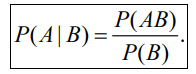 P(A | B) = P(AB) / P(B).